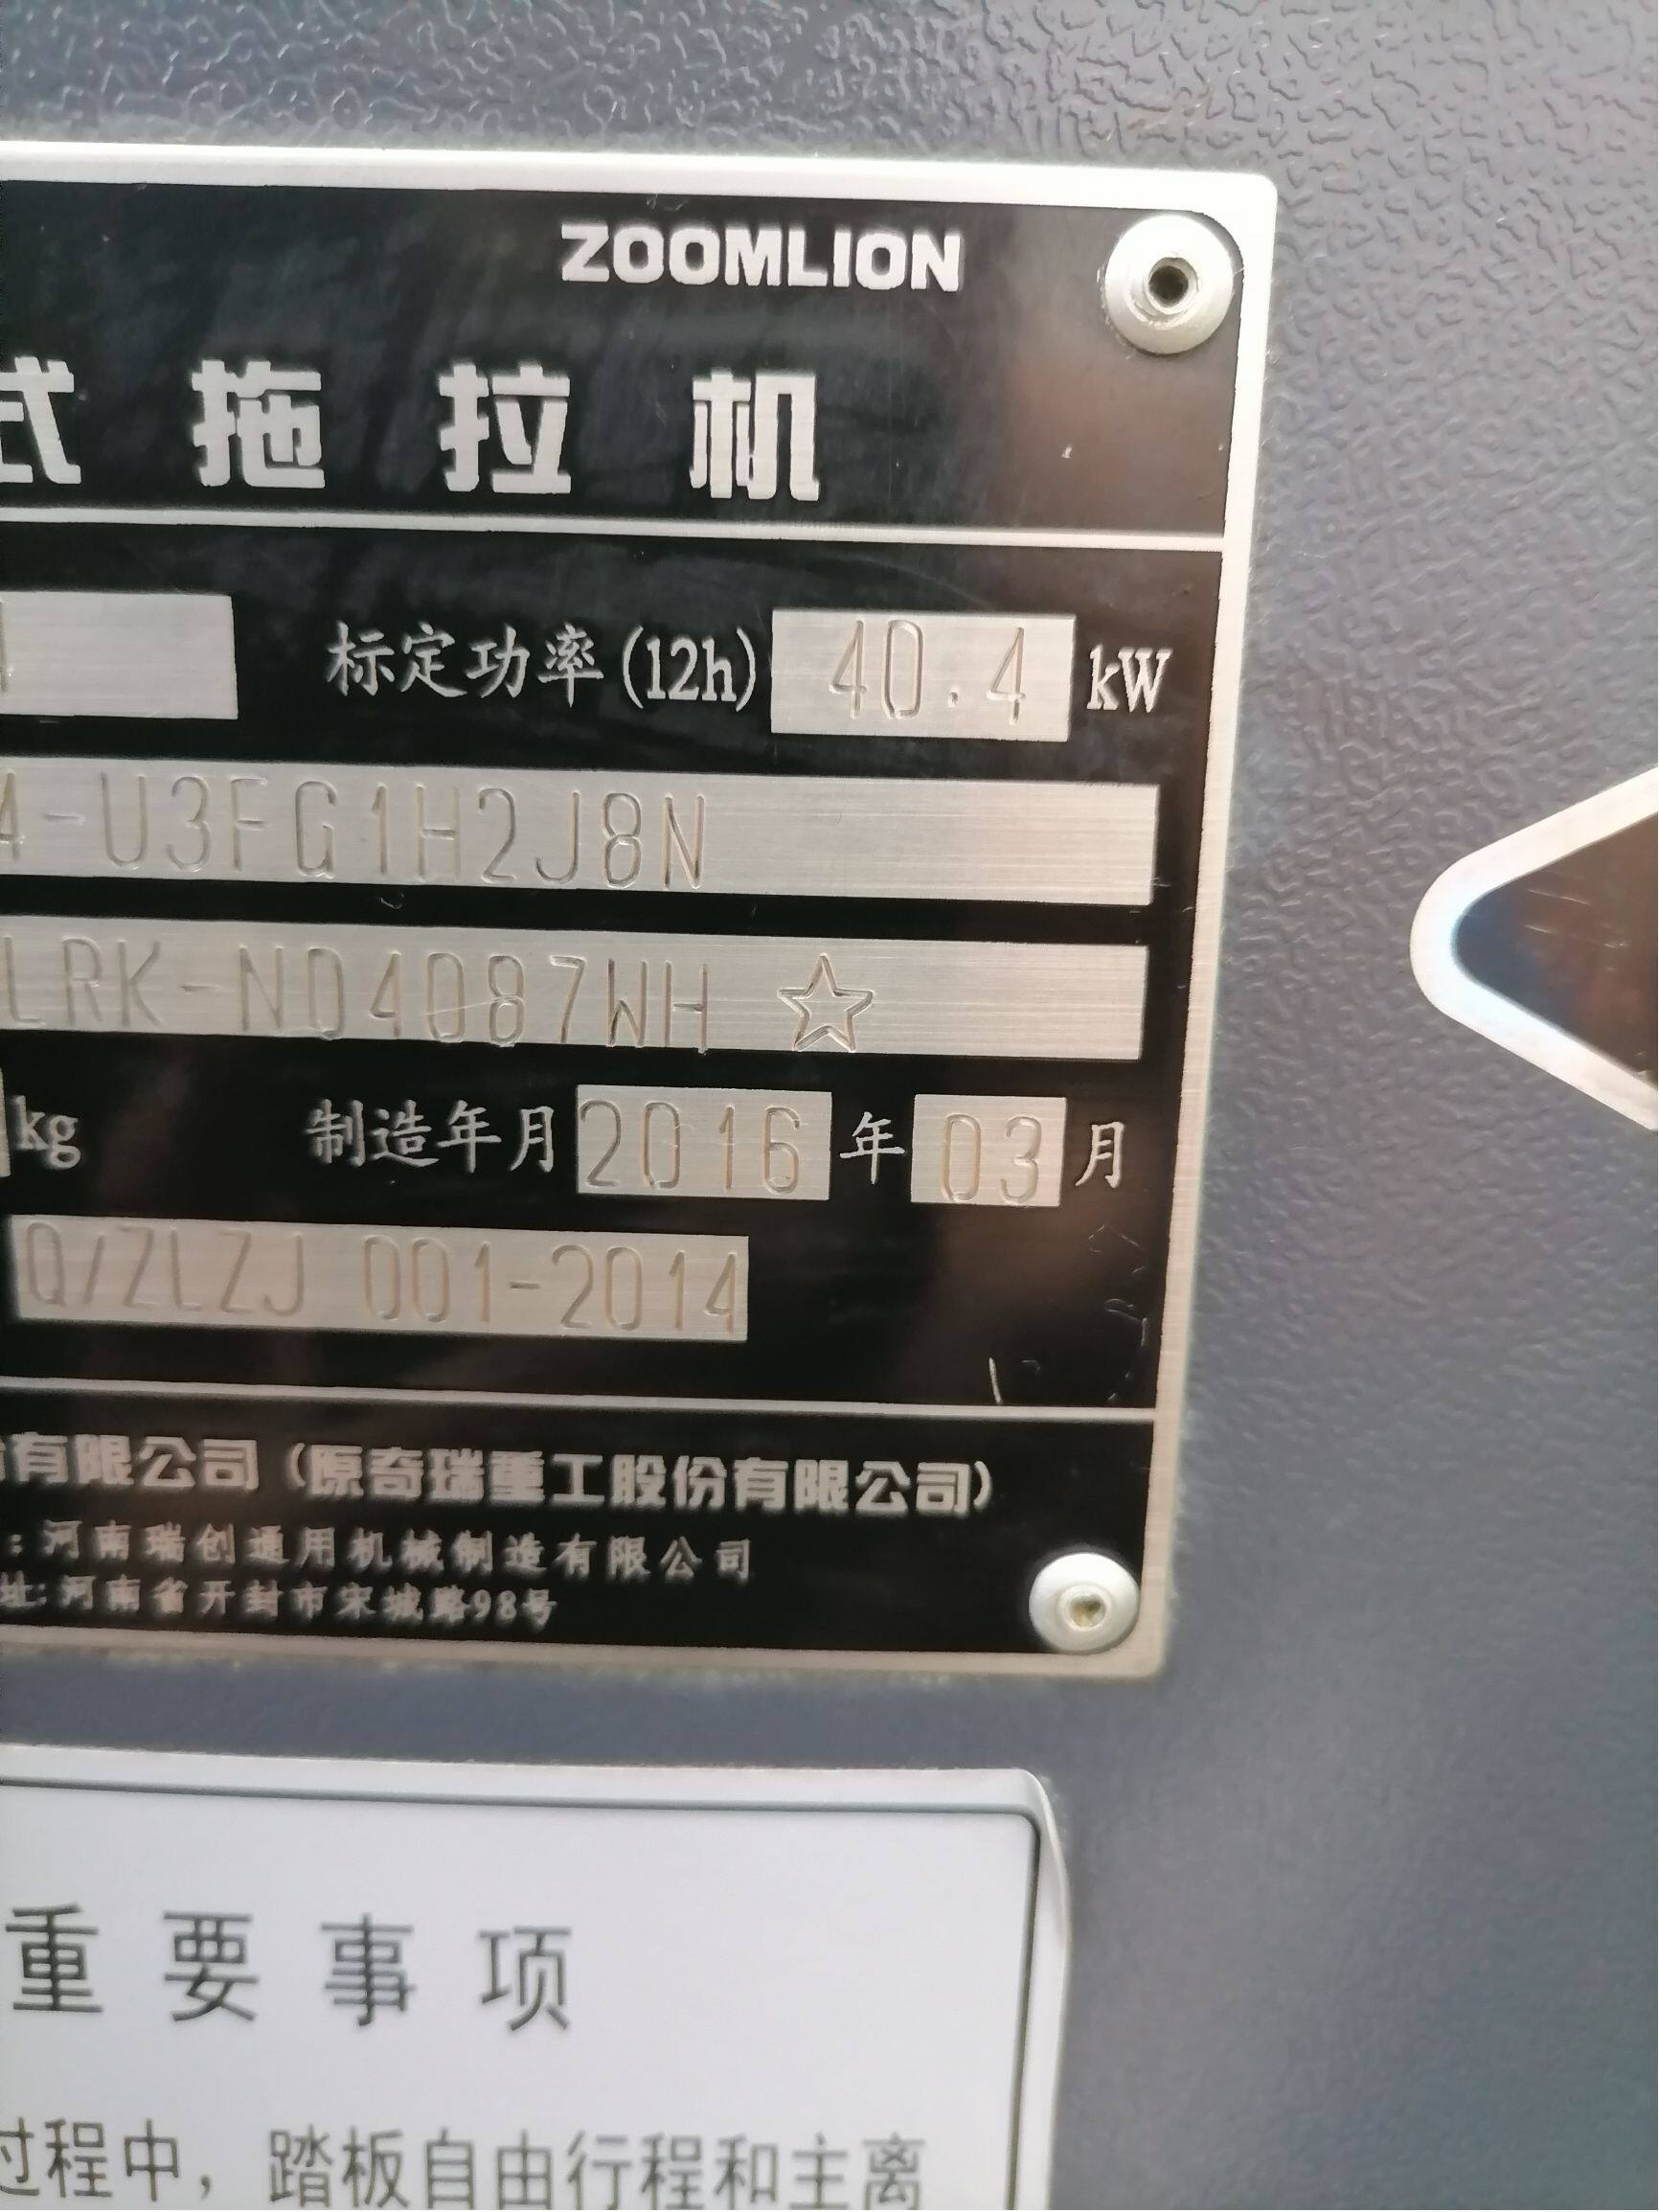 ZOOMLION
式拖拉机
4 标定功率(12h) 40.4 kW
4-U3FG1H2J8N
LRK-ND4087WH☆
kg 制造年月 2016 年 03 月
Q/ZLZJ 001-2014
份有限公司(原奇瑞重工股份有限公司)
:河南瑞创通用机械制造有限公司
址:河南省开封市宋城路98号
重要事项
过程中，踏板自由行程和主离